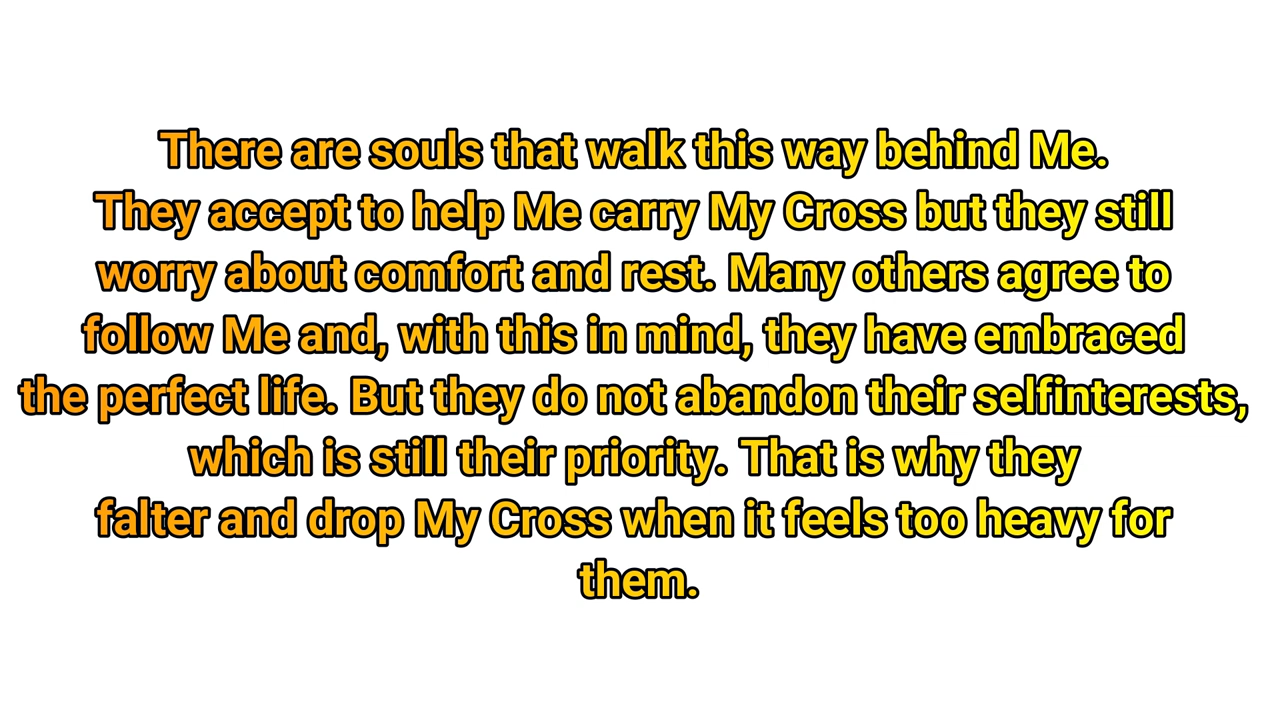 There are souls that walk this way behind Me.
They accept to help Me carry My Cross but they still
worry about comfort and rest. Many others agree to
follow Me and, with this in mind, they have embraced
the perfect life. But they do not abandon their selfinterests,
which is still their priority. That is why they
falter and drop My Cross when it feels too heavy for
them.